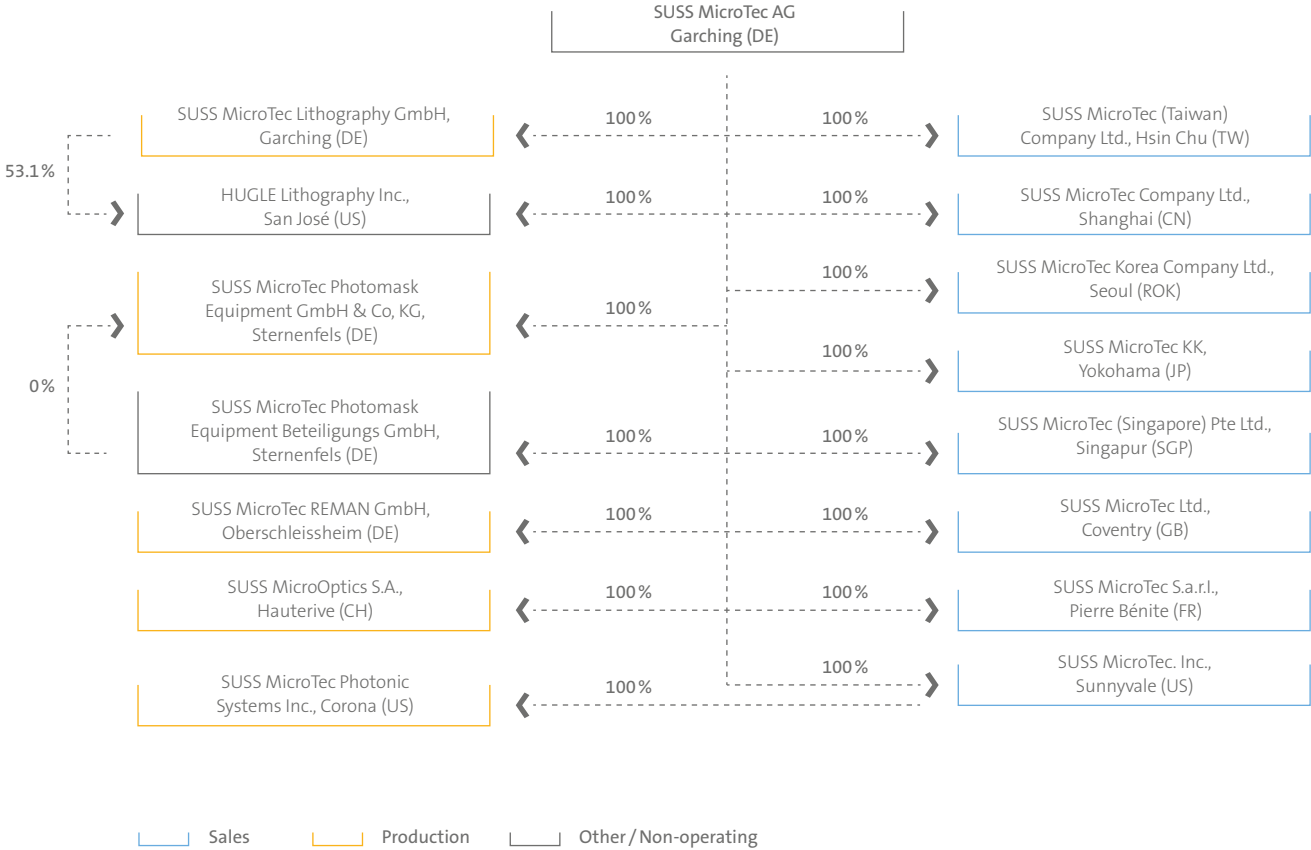 SUSS MicroTec AG
Garching (DE)
SUSS MicroTec Lithography GmbH,
Garching (DE)
100 %
100 %
SUSS MicroTec (Taiwan)
Company Ltd., Hsin Chu (TW)
53.1 %
HUGLE Lithography Inc.,
San José (US)
100 %
100 %
SUSS MicroTec Company Ltd.,
Shanghai (CN)
100 %
SUSS MicroTec Korea Company Ltd.,
Seoul (ROK)
SUSS MicroTec Photomask
Equipment GmbH & Co, KG,
Sternenfels (DE)
100 %
100 %
SUSS MicroTec KK,
Yokohama (JP)
0 %
SUSS MicroTec Photomask
Equipment Beteiligungs GmbH,
Sternenfels (DE)
100 %
100 %
SUSS MicroTec (Singapore) Pte Ltd.,
Singapur (SGP)
SUSS MicroTec REMAN GmbH,
Oberschleissheim (DE)
100 %
100 %
SUSS MicroTec Ltd.,
Coventry (GB)
SUSS MicroOptics S.A.,
Hauterive (CH)
100 %
100 %
SUSS MicroTec S.a.r.l.,
Pierre Bénite (FR)
SUSS MicroTec Photonic
Systems Inc., Corona (US)
100 %
100 %
SUSS MicroTec. Inc.,
Sunnyvale (US)
Sales
Production
Other / Non-operating